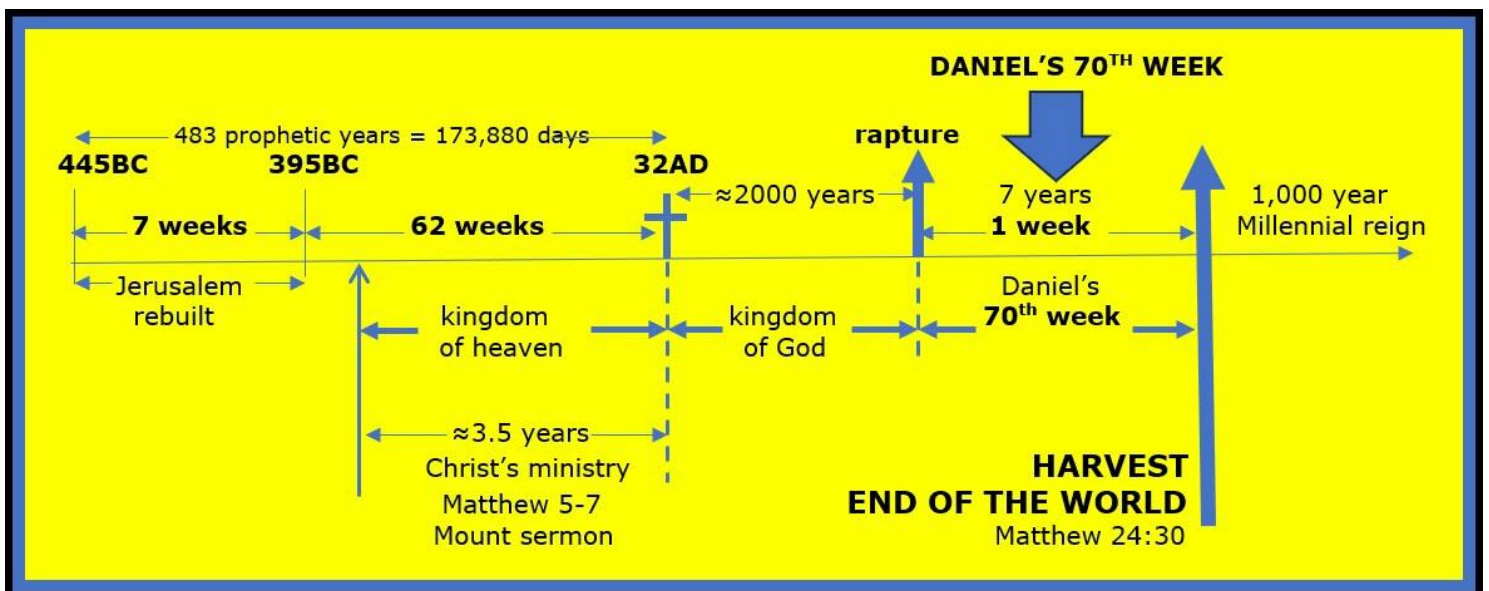 DANIEL'S 70TH WEEK
483 prophetic years = 173,880 days
445BC
395BC
32AD
rapture
7 weeks
62 weeks
≈2000 years
7 years
1 week
1,000 year
Millennial reign
Jerusalem
rebuilt
kingdom
of heaven
kingdom
of God
Daniel's
70th week
≈3.5 years
Christ's ministry
Matthew 5-7
Mount sermon
HARVEST
END OF THE WORLD
Matthew 24:30